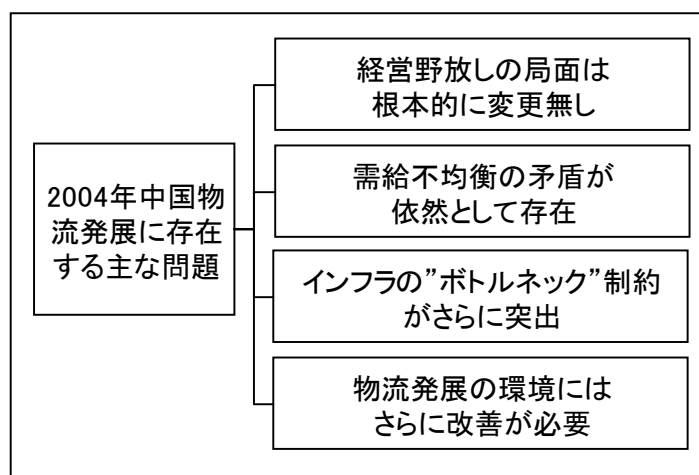 2004年中国物
流発展に存在
する主な問題
経営野放しの局面は
根本的に変更無し
需給不均衡の矛盾が
依然として存在
インフラの”ボトルネック”制約
がさらに突出
物流発展の環境には
さらに改善が必要